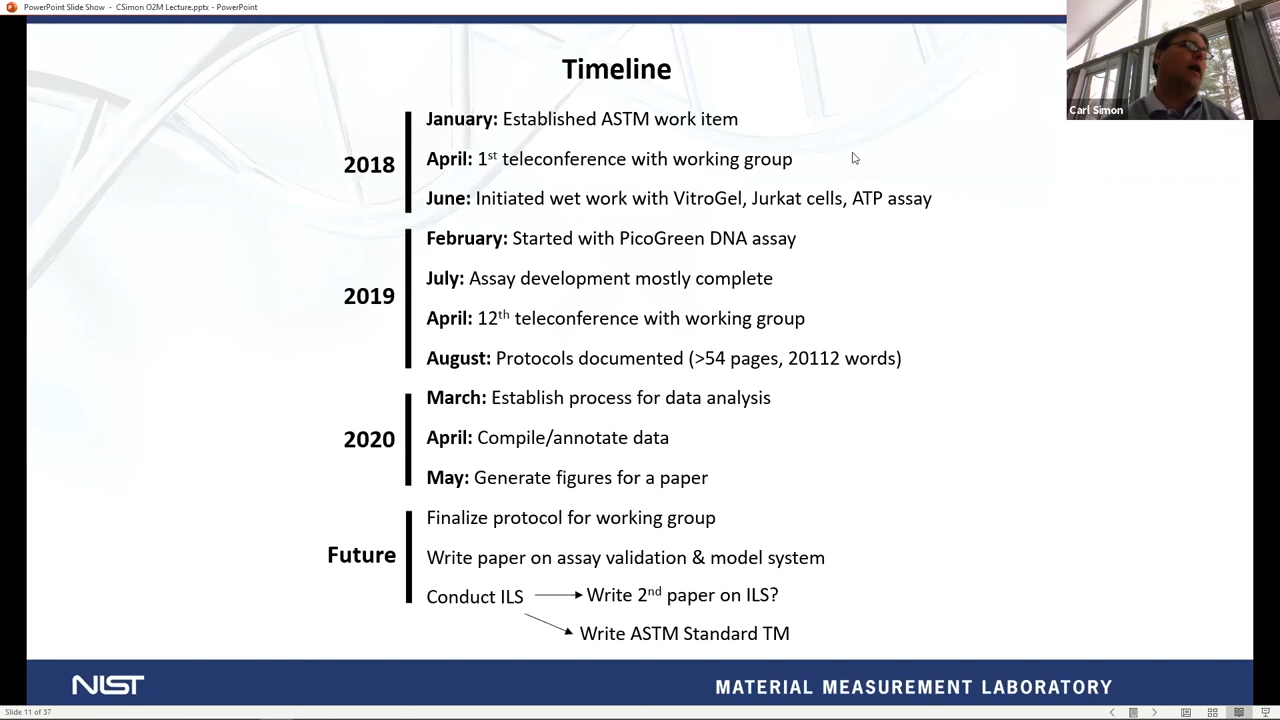 PowerPoint Slide Show - CSimon O2M Lecture.pptx - PowerPoint
Carl Simon
Timeline
2018
January: Established ASTM work item
April: 1st teleconference with working group
June: Initiated wet work with VitroGel, Jurkat cells, ATP assay
2019
February: Started with PicoGreen DNA assay
July: Assay development mostly complete
April: 12th teleconference with working group
August: Protocols documented (>54 pages, 20112 words)
2020
March: Establish process for data analysis
April: Compile/annotate data
May: Generate figures for a paper
Future
Finalize protocol for working group
Write paper on assay validation & model system
Conduct ILS Write 2nd paper on ILS?
Write ASTM Standard TM
NIST MATERIAL MEASUREMENT LABORATORY
Slide 11 of 37